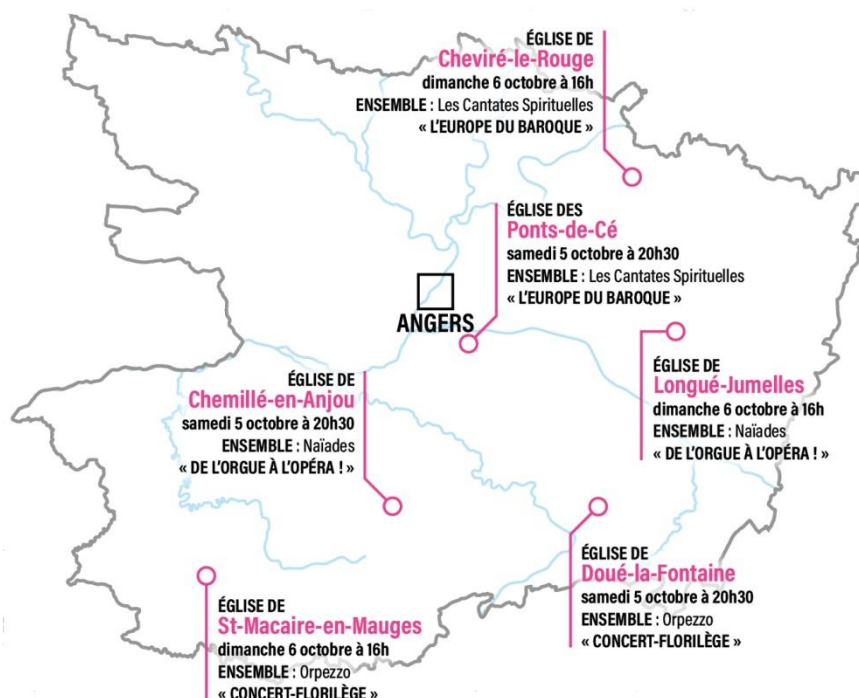 ÉGLISE DE
Cheviré-le-Rouge
dimanche 6 octobre à 16h
ENSEMBLE : Les Cantates Spirituelles
« L'EUROPE DU BAROQUE »
ÉGLISE DES
Ponts-de-Cé
samedi 5 octobre à 20h30
ENSEMBLE : Les Cantates Spirituelles
« L'EUROPE DU BAROQUE »
ANGERS
ÉGLISE DE
Chemillé-en-Anjou
samedi 5 octobre à 20h30
ENSEMBLE : Naïades
« DE L'ORGUE À L'OPÉRA ! »
ÉGLISE DE
Longué-Jumelles
dimanche 6 octobre à 16h
ENSEMBLE : Naïades
« DE L'ORGUE À L'OPÉRA ! »
ÉGLISE DE
Doué-la-Fontaine
samedi 5 octobre à 20h30
ENSEMBLE : Orpezzo
« CONCERT-FLORILÈGE »
ÉGLISE DE
St-Macaire-en-Mauges
dimanche 6 octobre à 16h
ENSEMBLE : Orpezzo
« CONCERT-FLORILÈGE »